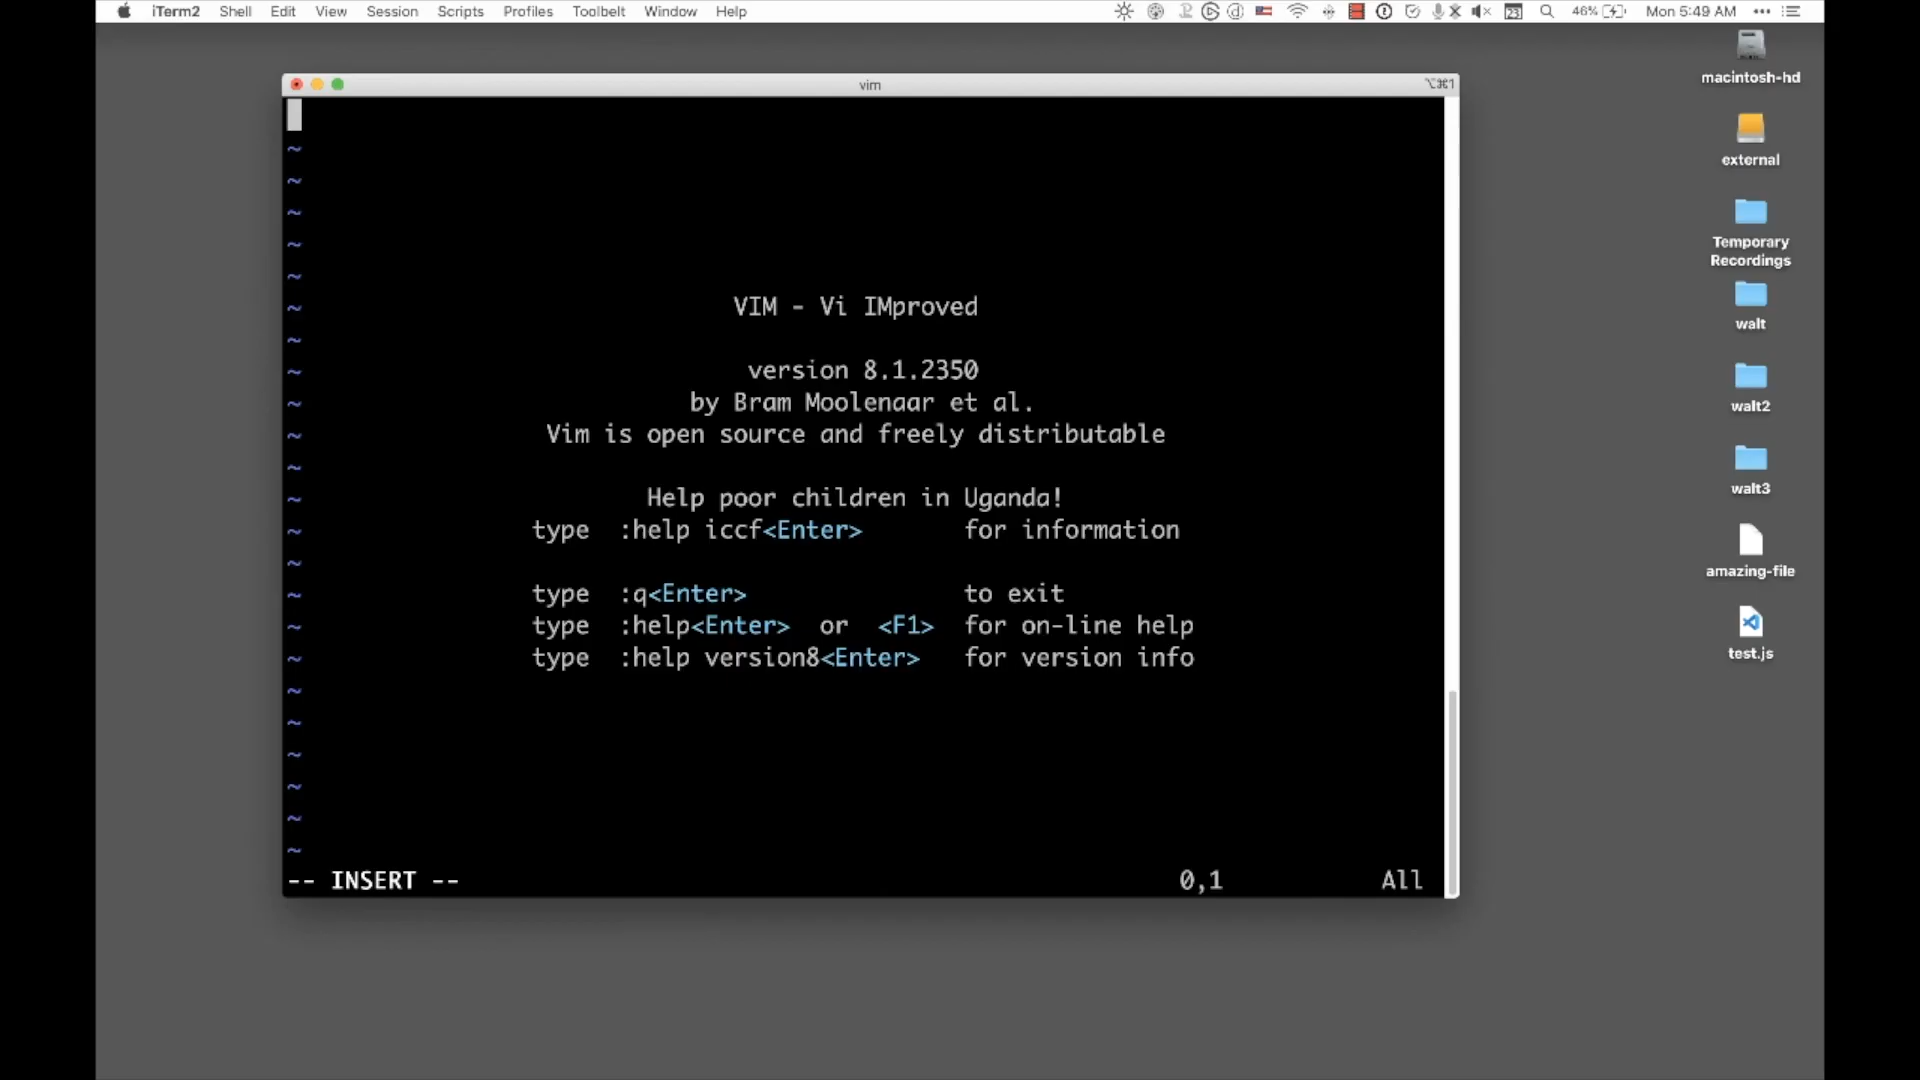 iTerm2 Shell Edit View Session Scripts Profiles Toolbelt Window Help 23 46% Mon 5:49 AM
vim ⌥⌘1
VIM - Vi IMproved
version 8.1.2350
by Bram Moolenaar et al.
Vim is open source and freely distributable
Help poor children in Uganda!
type :help iccf<Enter> for information
type :q<Enter> to exit
type :help<Enter> or <F1> for on-line help
type :help version8<Enter> for version info
-- INSERT -- 0,1 All
macintosh-hd
external
Temporary
Recordings
walt
walt2
walt3
amazing-file
test.js